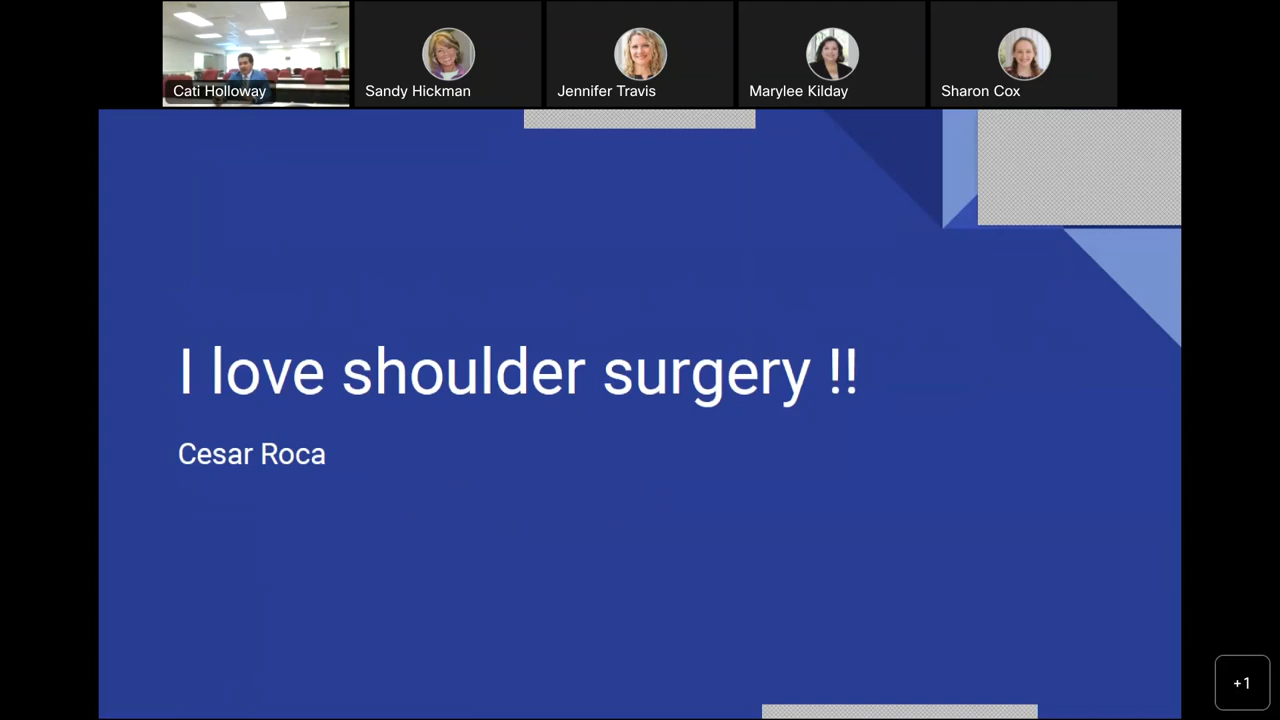 Cati Holloway
Sandy Hickman
Jennifer Travis
Marylee Kilday
Sharon Cox
I love shoulder surgery !!
Cesar Roca
+1